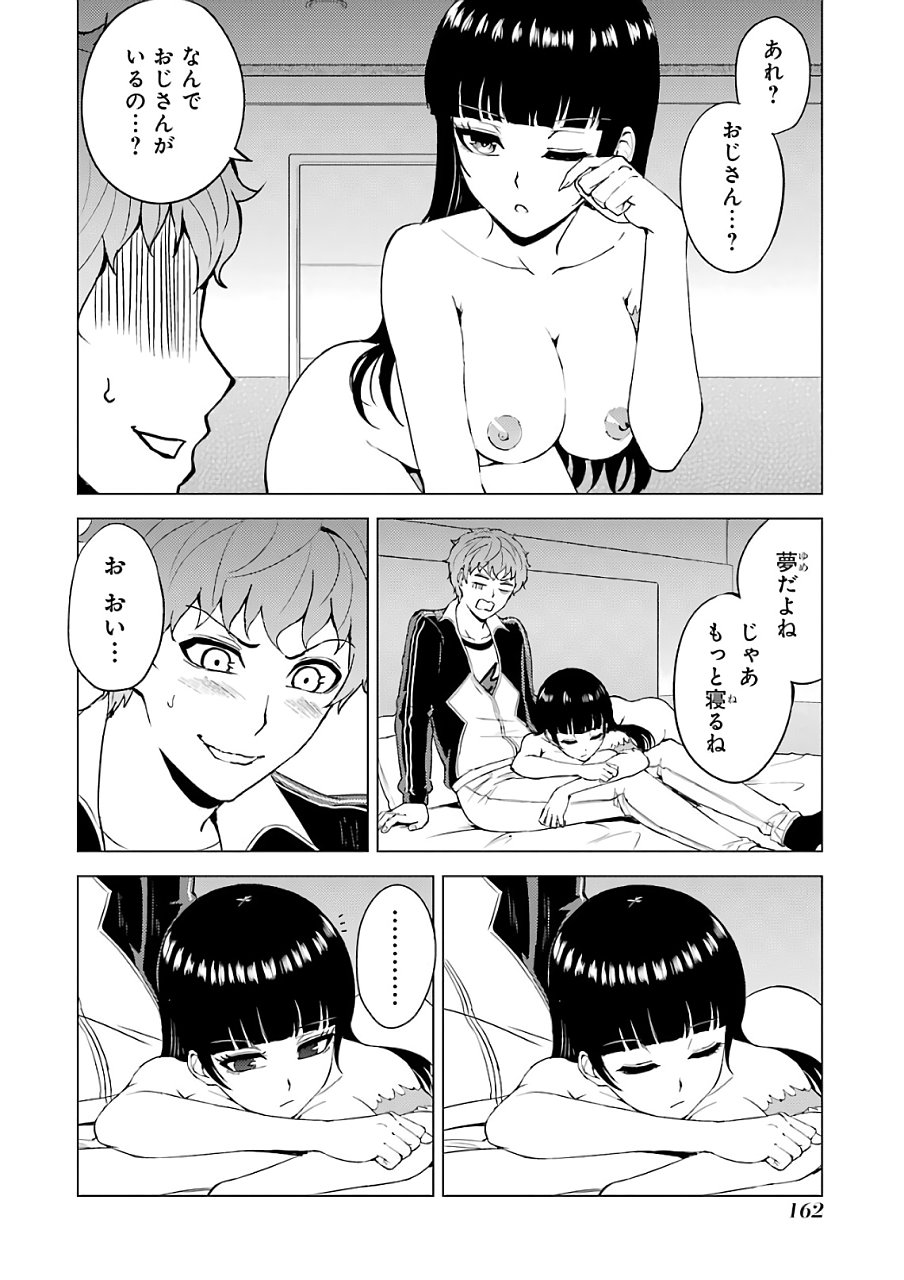 あれ?
おじさん…?
なんで
おじさんが
いるの…?
夢だよね
じゃあ
もっと寝るね
お おい…
…………
162